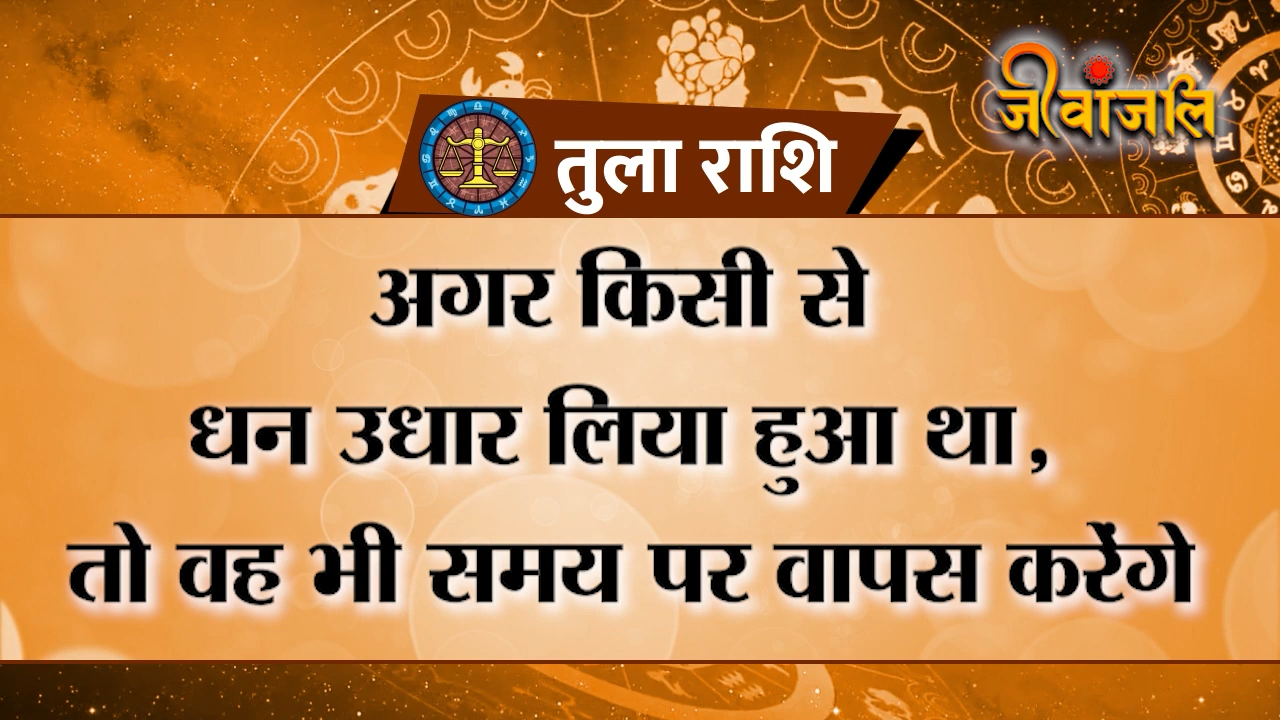 जीवांजलि
तुला राशि
अगर किसी से
धन उधार लिया हुआ था,
तो वह भी समय पर वापस करेंगे